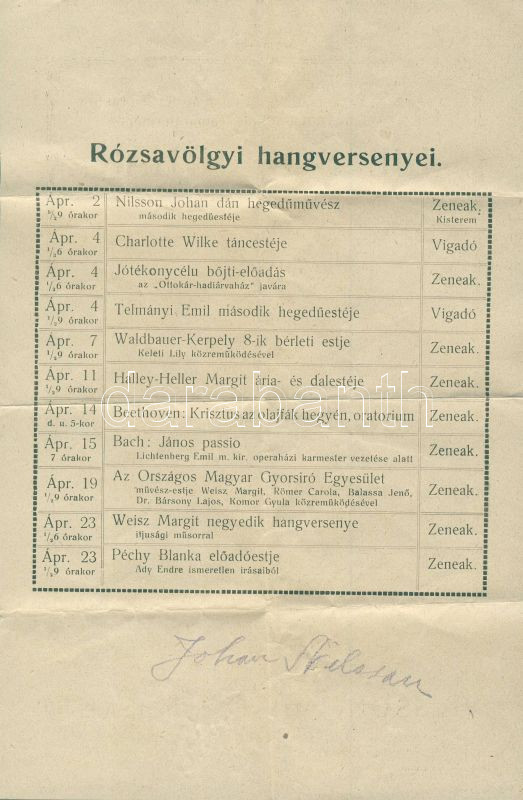 Rózsavölgyi hangversenyei.
Ápr. 2 Nilsson Johan dán hegedűművész Zeneak.
½9 órakor második hegedüestéje Kisterem
Ápr. 4 Charlotte Wilke táncestéje Vigadó
½6 órakor
Ápr. 4 Jótékonycélu bőjti-előadás Zeneak.
½6 órakor az „Ottokár-hadiárvaház" javára
Ápr. 4 Telmányi Emil második hegedüestéje Vigadó
½9 órakor
Ápr. 7 Waldbauer-Kerpely 8-ik bérleti estje Zeneak.
½9 órakor Keleti Lily közreműködésével
Ápr. 11 Halley-Heller Margit ária- és dalestéje Zeneak.
½9 órakor
Ápr. 14 Beethoven: Krisztus az olajfák hegyén, oratorium Zeneak.
d. u. 5-kor
Ápr. 15 Bach: János passio Zeneak.
7 órakor Lichtenberg Emil m. kir. operaházi karmester vezetése alatt
Ápr. 19 Az Országos Magyar Gyorsiró Egyesület Zeneak.
½9 órakor művész-estje Weisz Margit, Römer Carola, Balassa Jenő,
Dr. Bársony Lajos, Komor Gyula közreműködésével
Ápr. 23 Weisz Margit negyedik hangversenye Zeneak.
½6 órakor ifjusági műsorral
Ápr. 23 Péchy Blanka előadóestje Zeneak.
½9 órakor Ady Endre ismeretlen irásaiból
darabanth
Johan Nilsson